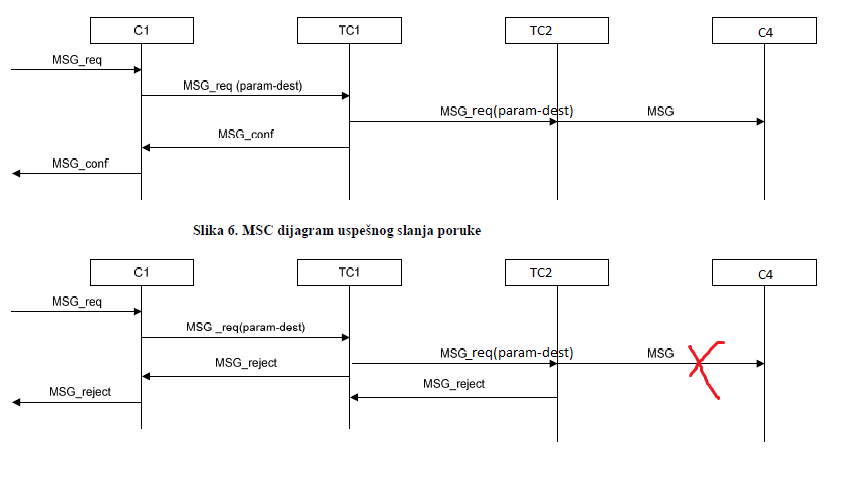 C1 TC1 TC2 C4
MSG_req
MSG_req (param-dest)
MSG_req(param-dest) MSG
MSG_conf
MSG_conf
Slika 6. MSC dijagram uspešnog slanja poruke
C1 TC1 TC2 C4
MSG_req
MSG _req(param-dest)
MSG_req(param-dest) MSG
MSG_reject
MSG_reject
MSG_reject